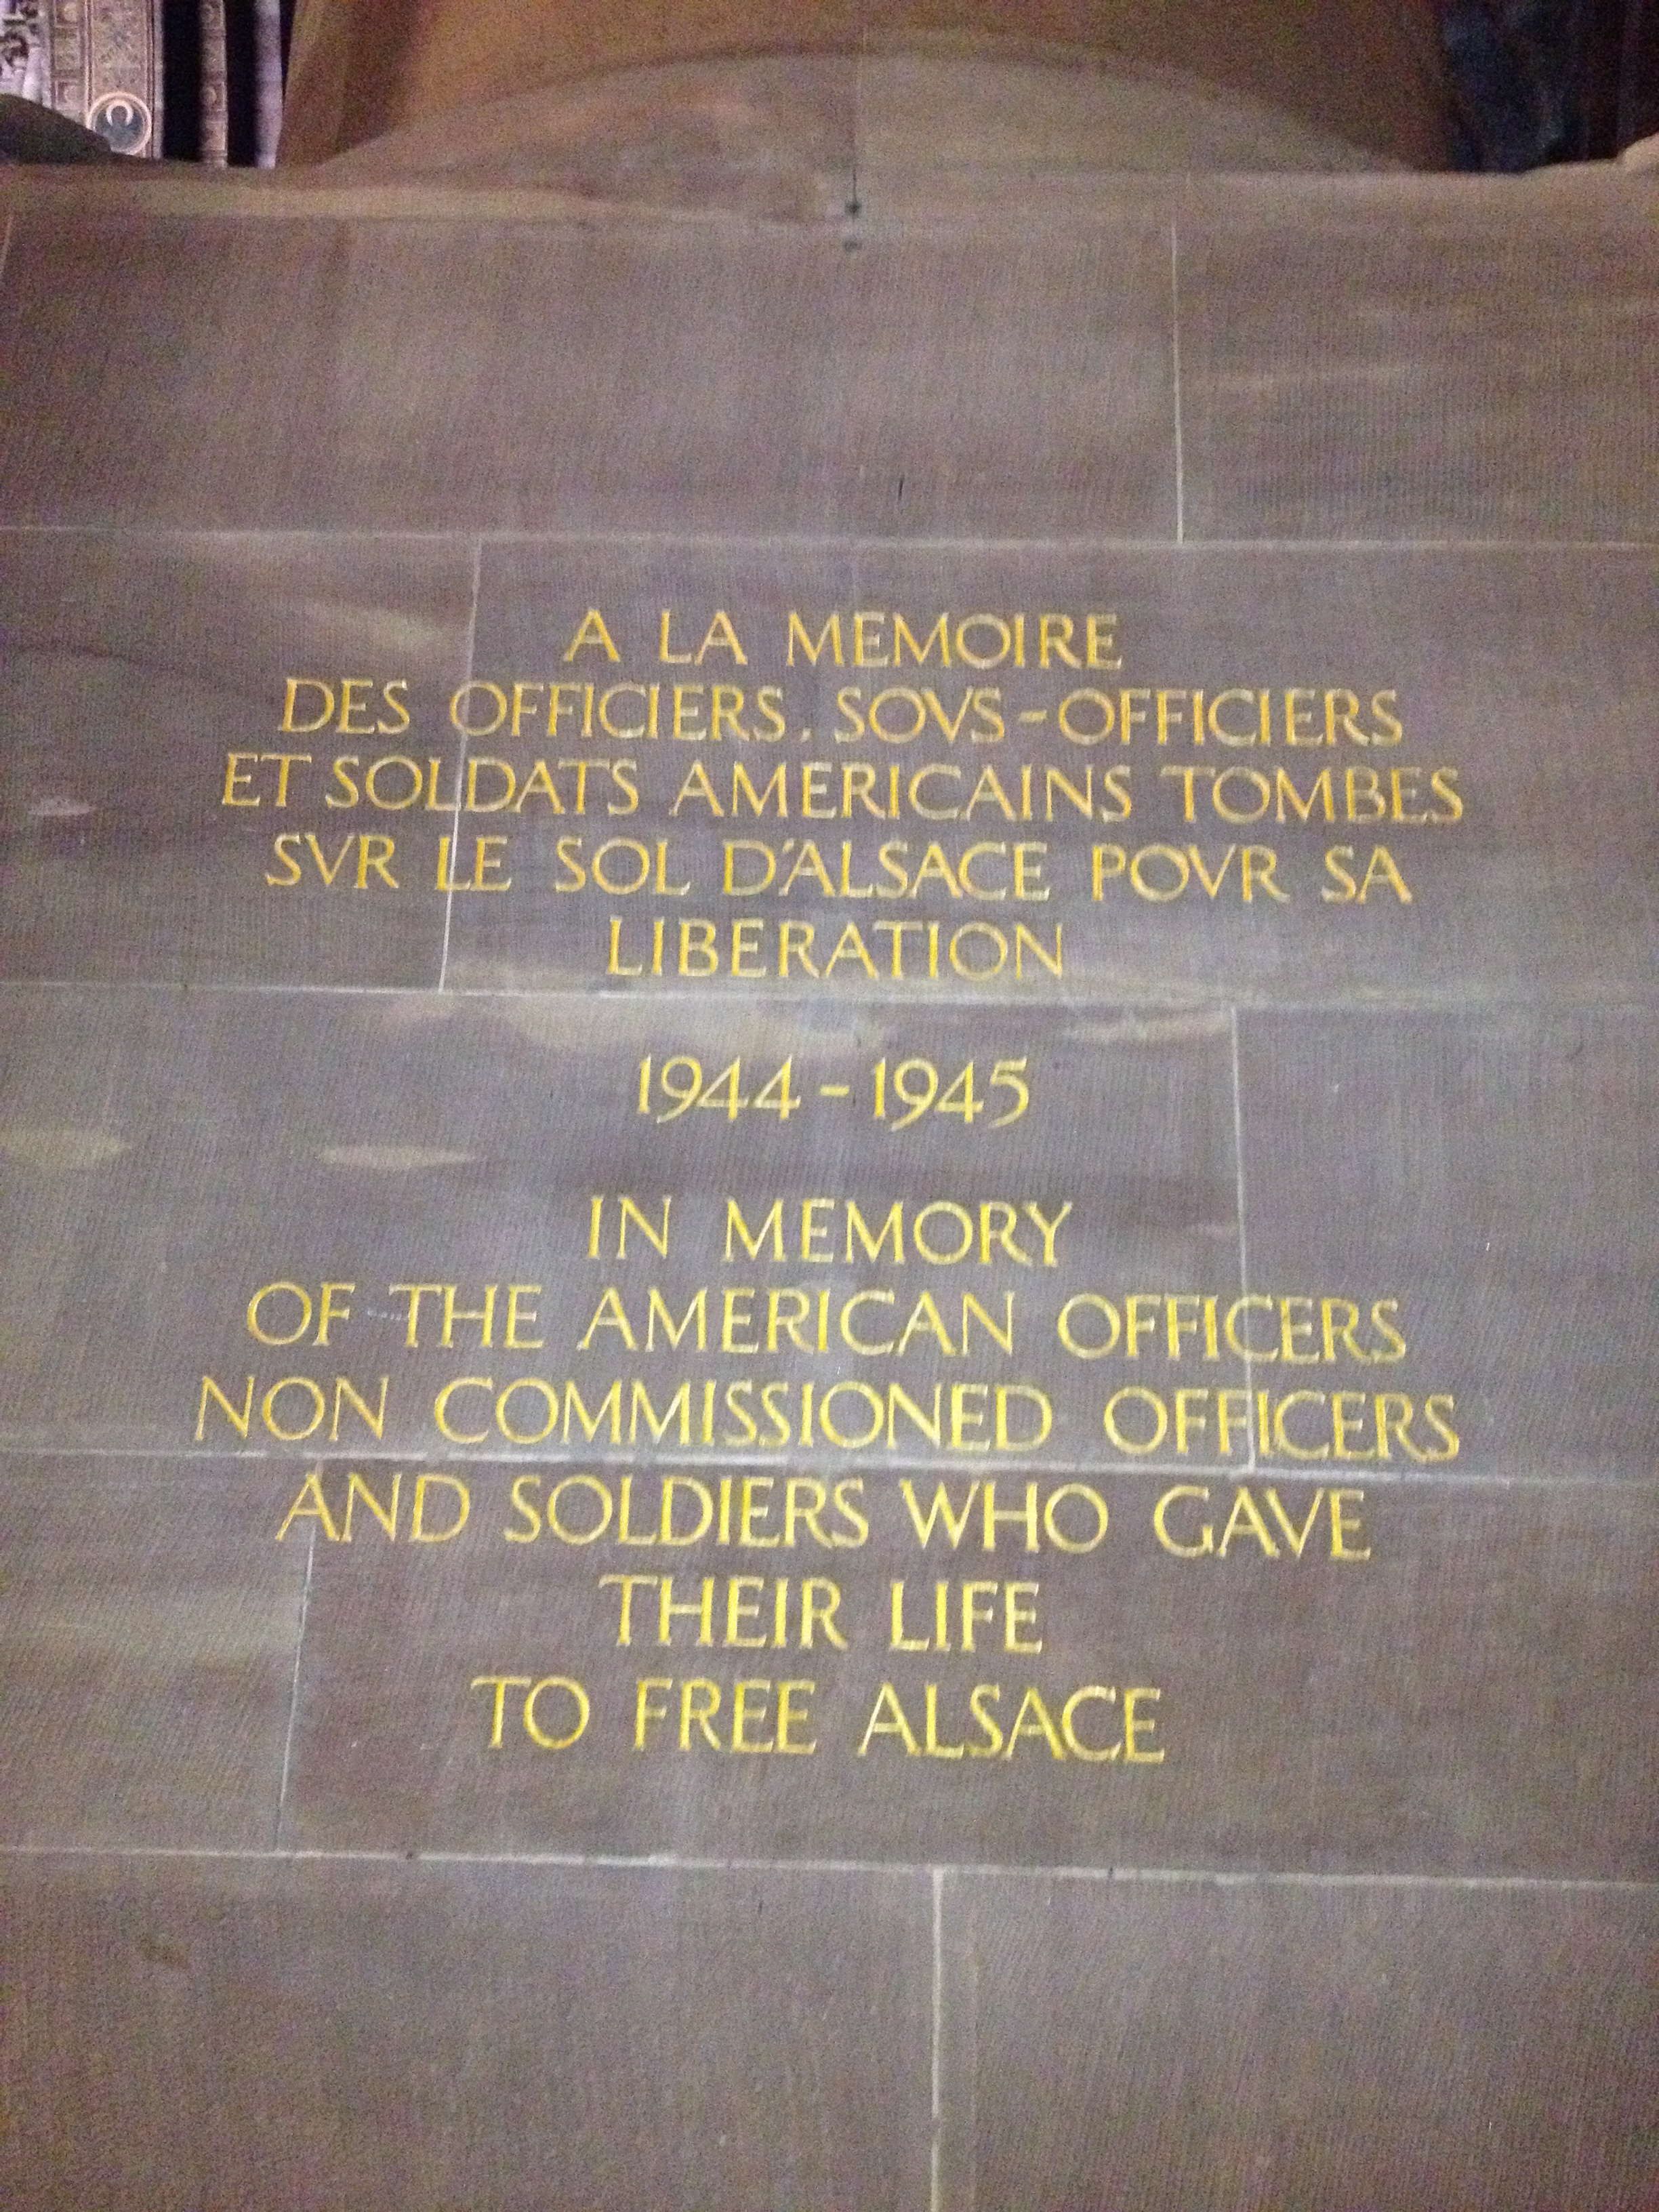 A LA MEMOIRE
DES OFFICIERS, SOVS-OFFICIERS
ET SOLDATS AMERICAINS TOMBES
SVR LE SOL D'ALSACE POVR SA
LIBERATION
1944-1945
IN MEMORY
OF THE AMERICAN OFFICERS
NON COMMISSIONED OFFICERS
AND SOLDIERS WHO GAVE
THEIR LIFE
TO FREE ALSACE